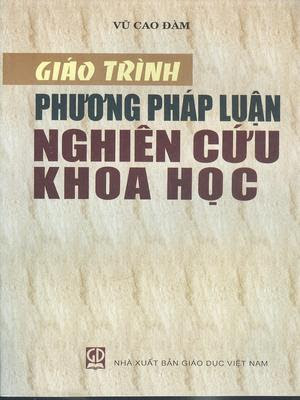 VŨ CAO ĐÀM
GIÁO TRÌNH
PHƯƠNG PHÁP LUẬN
NGHIÊN CỨU
KHOA HỌC
GD
NHÀ XUẤT BẢN GIÁO DỤC VIỆT NAM